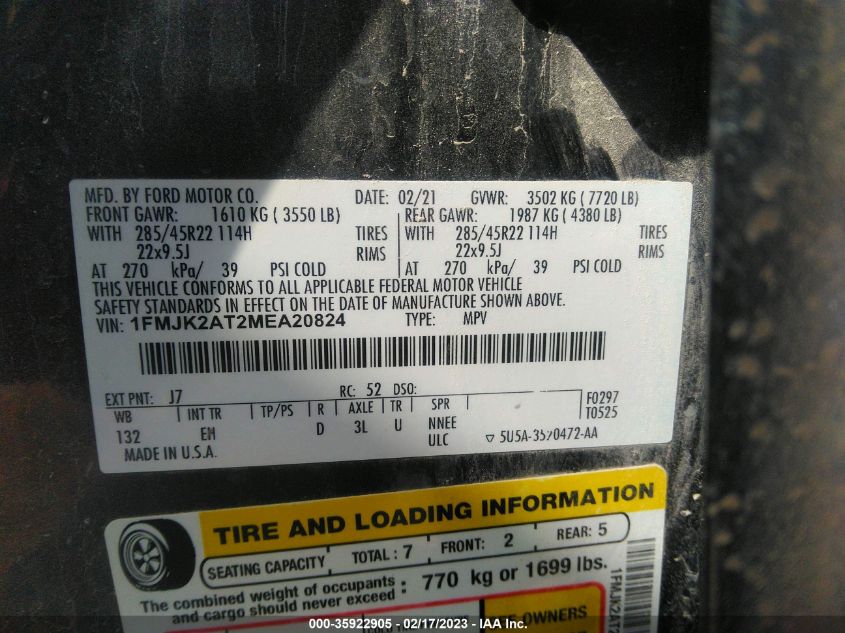 MFD. BY FORD MOTOR CO. DATE: 02/21 GVWR: 3502 KG ( 7720 LB)
FRONT GAWR: 1610 KG ( 3550 LB) REAR GAWR: 1987 KG ( 4380 LB)
WITH 285/45R22 114H TIRES WITH 285/45R22 114H TIRES
22x9.5J RIMS 22x9.5J RIMS
AT 270 kPa/ 39 PSI COLD AT 270 kPa/ 39 PSI COLD
THIS VEHICLE CONFORMS TO ALL APPLICABLE FEDERAL MOTOR VEHICLE
SAFETY STANDARDS IN EFFECT ON THE DATE OF MANUFACTURE SHOWN ABOVE.
VIN: 1FMJK2AT2MEA20824 TYPE: MPV
EXT PNT: J7 RC: 52 DSO:
WB INT TR TP/PS R AXLE TR SPR F0297
T0525
132 EH D 3L U NNEE
ULC ▽ 5U5A-3520472-AA
MADE IN U.S.A.
TIRE AND LOADING INFORMATION
SEATING CAPACITY TOTAL : 7 FRONT: 2 REAR: 5
The combined weight of occupants and cargo should never exceed : 770 kg or 1699 lbs.
OWNERS
000-35922905 - 02/17/2023 - IAA Inc.